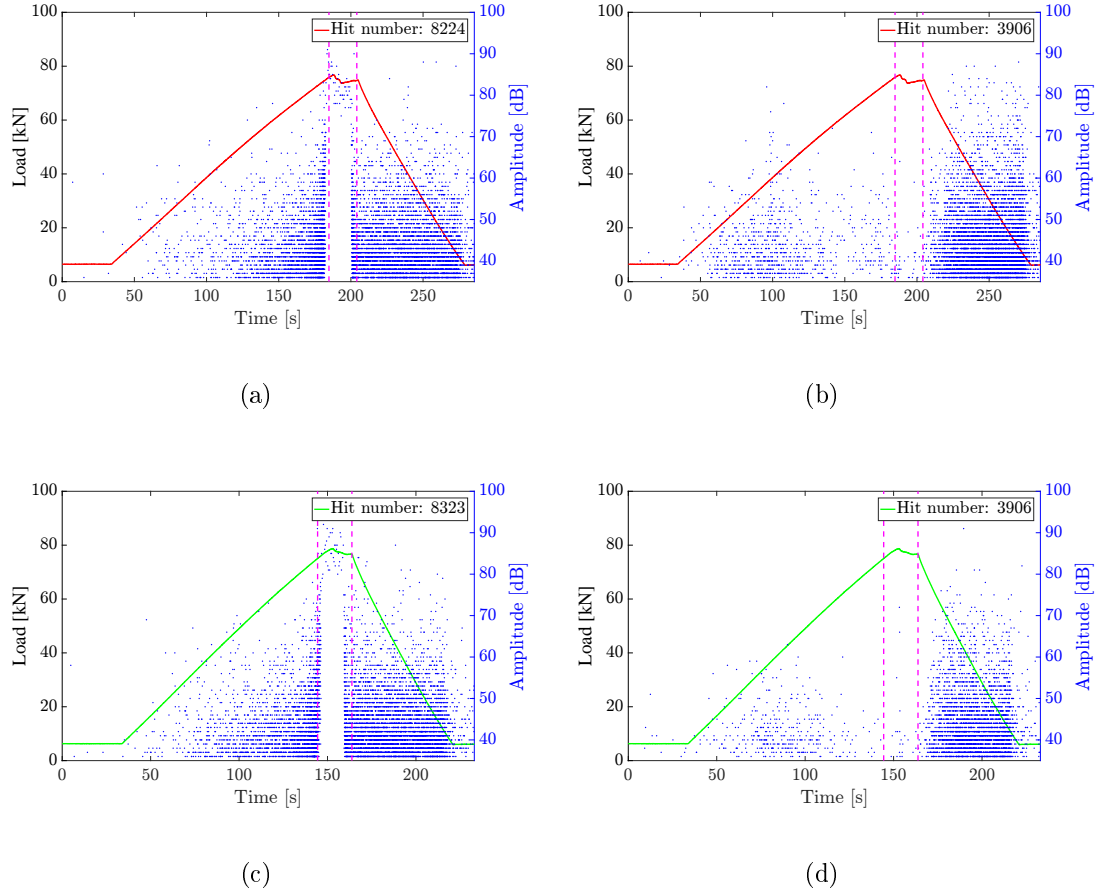 Hit number: 8224
Load [kN]
0
20
40
60
80
100
Amplitude [dB]
40
50
60
70
80
90
100
0 50 100 150 200 250
Time [s]
(a)
Hit number: 3906
Load [kN]
0
20
40
60
80
100
Amplitude [dB]
40
50
60
70
80
90
100
0 50 100 150 200 250
Time [s]
(b)
Hit number: 8323
Load [kN]
0
20
40
60
80
100
Amplitude [dB]
40
50
60
70
80
90
100
0 50 100 150 200
Time [s]
(c)
Hit number: 3906
Load [kN]
0
20
40
60
80
100
Amplitude [dB]
40
50
60
70
80
90
100
0 50 100 150 200
Time [s]
(d)